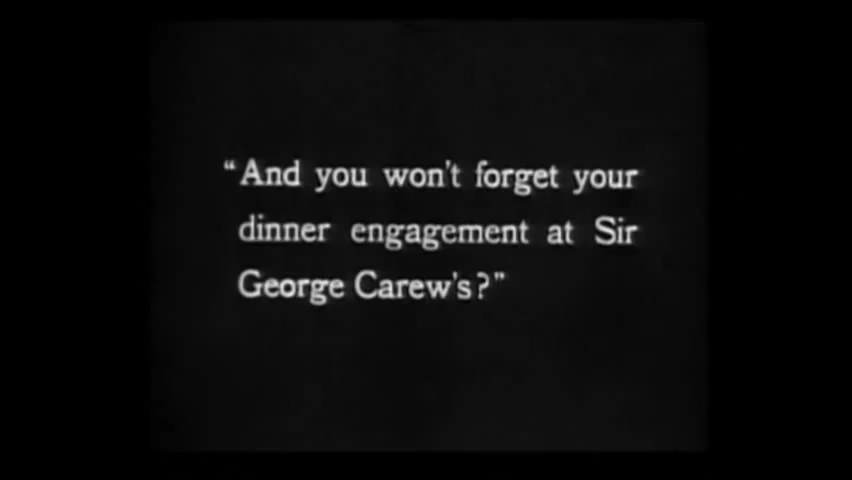 “And you won't forget your
dinner engagement at Sir
George Carew's?”